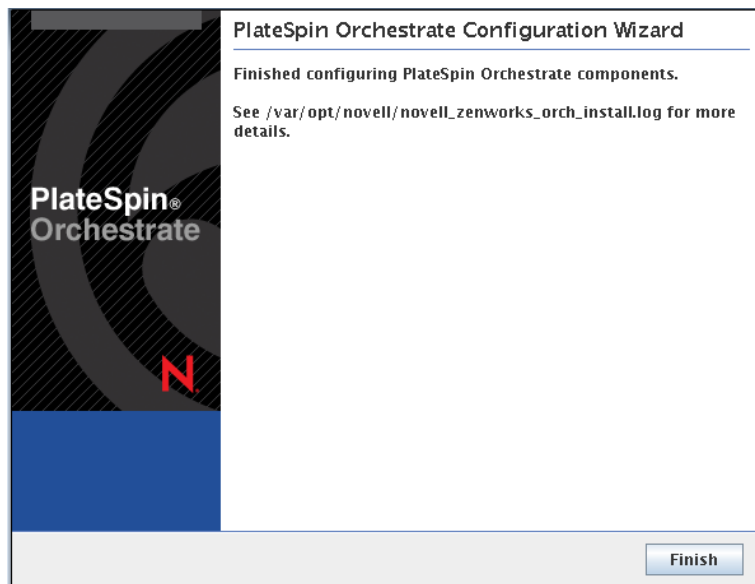 PlateSpin Orchestrate Configuration Wizard
Finished configuring PlateSpin Orchestrate components.
See /var/opt/novell/novell_zenworks_orch_install.log for more
details.
PlateSpin®
Orchestrate
N.
Finish